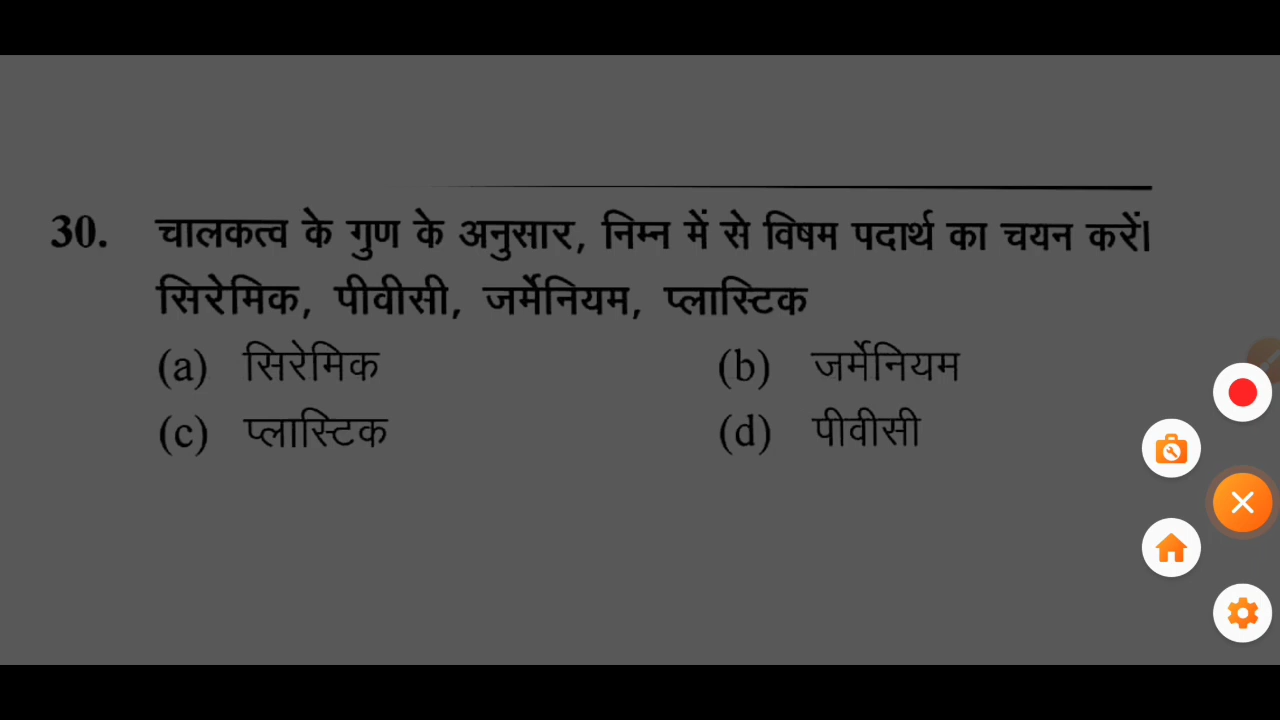 30. चालकत्व के गुण के अनुसार, निम्न में से विषम पदार्थ का चयन करें।
सिरेमिक, पीवीसी, जर्मेनियम, प्लास्टिक
(a) सिरेमिक (b) जर्मेनियम
(c) प्लास्टिक (d) पीवीसी